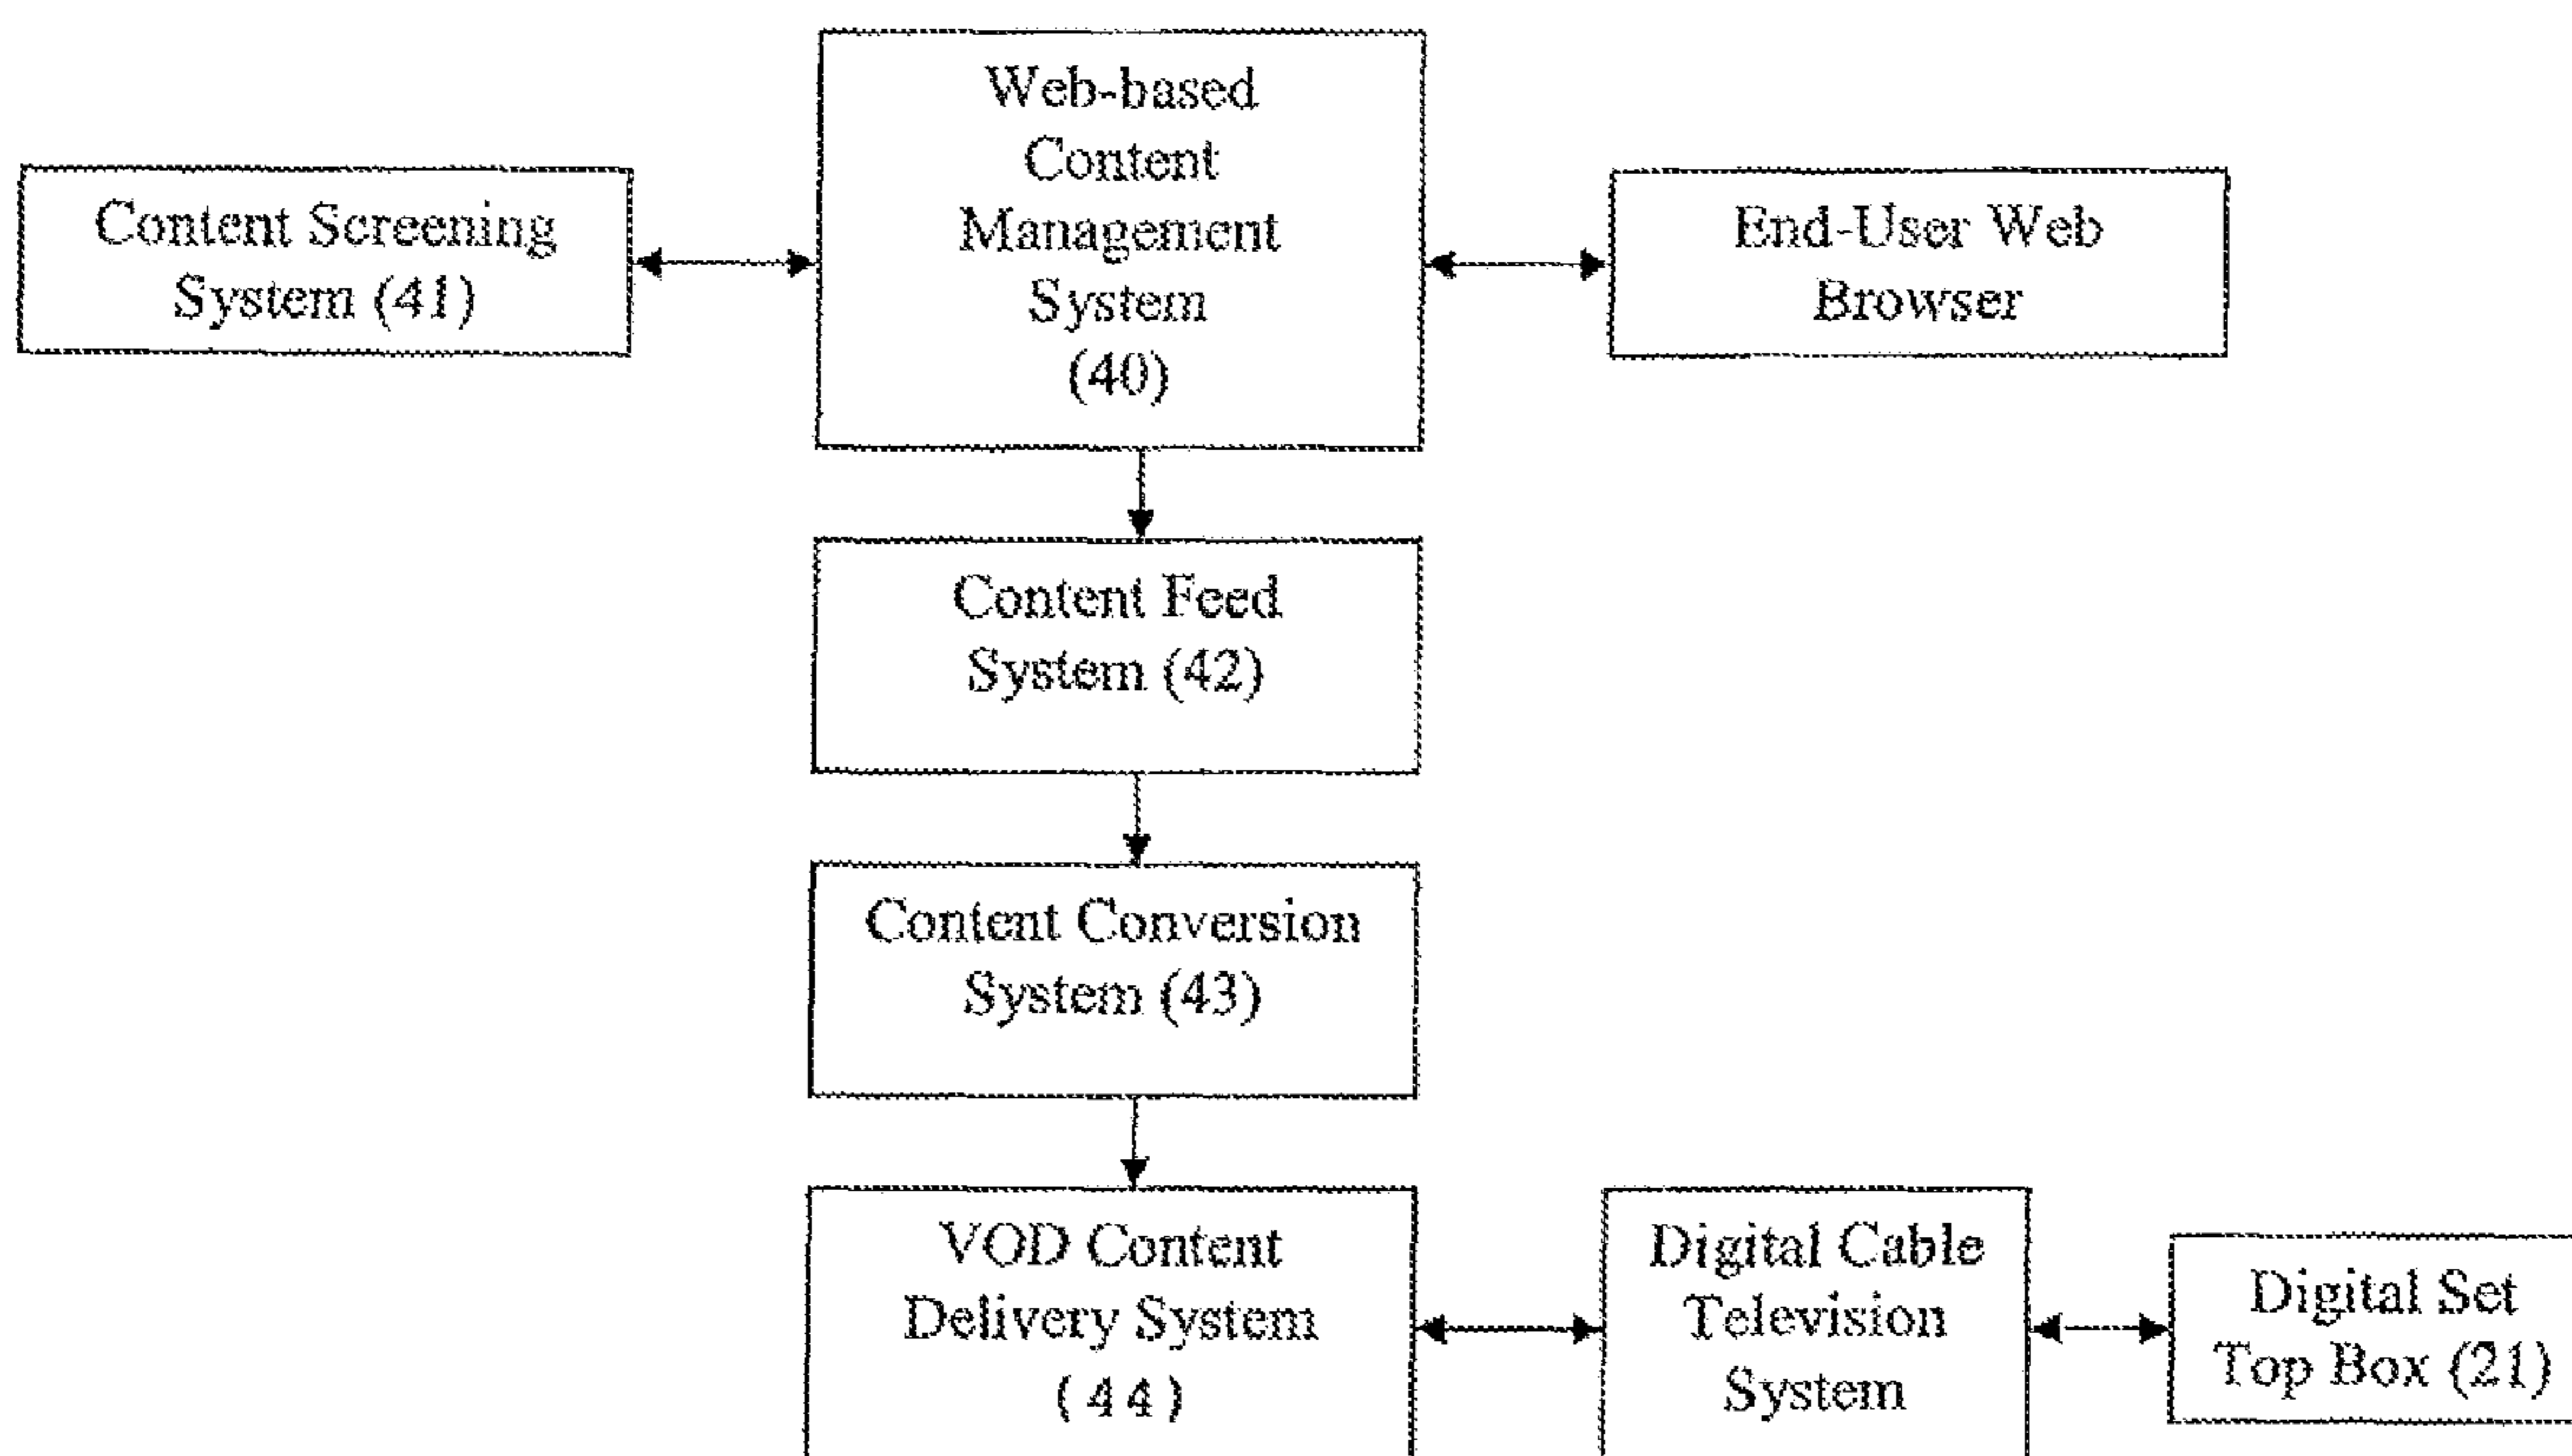 Web-based
Content
Management
System
(40)
Content Screening
System (41)
End-User Web
Browser
Content Feed
System (42)
Content Conversion
System (43)
VOD Content
Delivery System
(44)
Digital Cable
Television
System
Digital Set
Top Box (21)